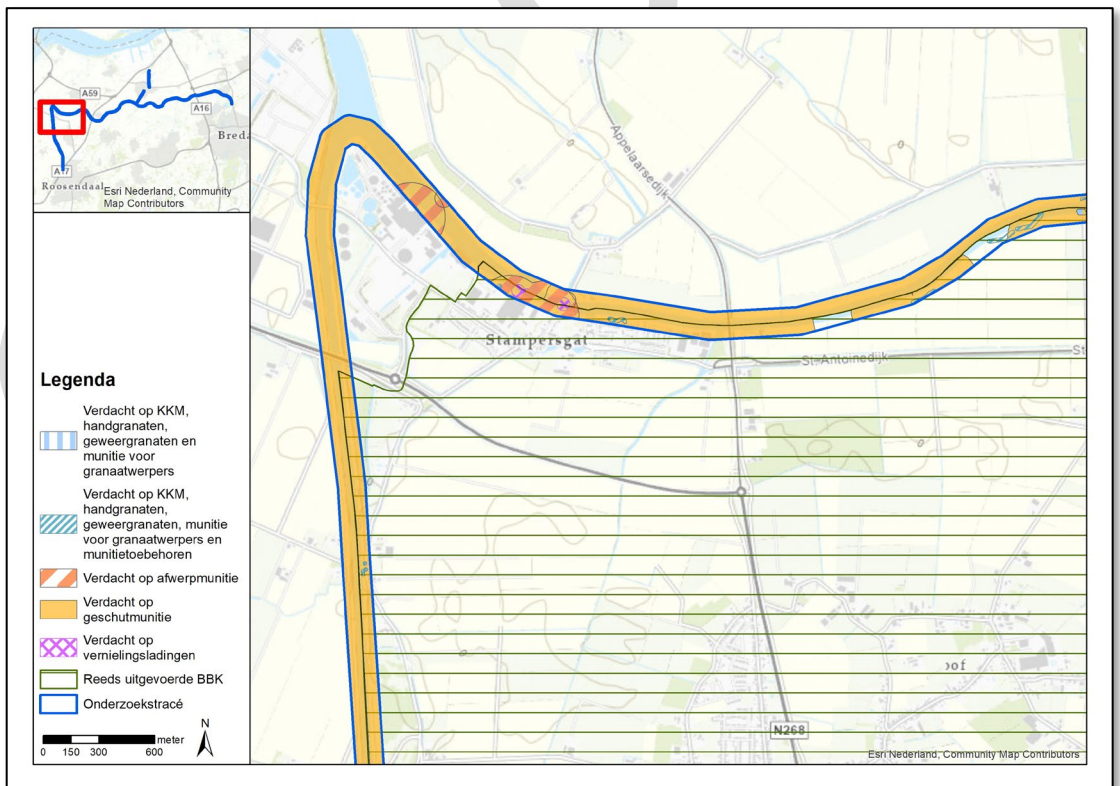 A59
A16
Breda
A17
Roosendaal
Esri Nederland, Community
Map Contributors
Appelaarsedijk
Stampersgat
St.-Antoinedijk
St
of
N268
Esri Nederland, Community Map Contributors
Legenda
Verdacht op KKM,
handgranaten,
geweergranaten en
munitie voor
granaatwerpers
Verdacht op KKM,
handgranaten,
geweergranaten, munitie
voor granaatwerpers en
munitietoebehoren
Verdacht op afwerpmunitie
Verdacht op
geschutmunitie
Verdacht op
vernielingsladingen
Reeds uitgevoerde BBK
Onderzoekstracé
N
meter
0 150 300 600